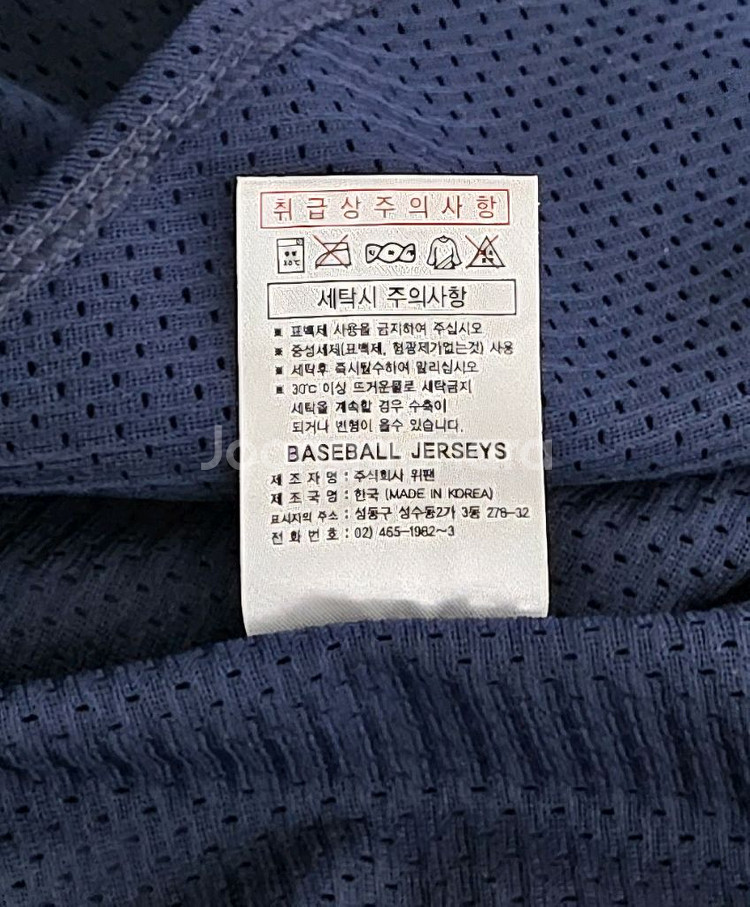 취급상주의사항
중성
30℃
세탁시 주의사항
▪ 표백제 사용을 금지하여 주십시오
▪ 중성세제(표백제, 형광제가없는것) 사용
▪ 세탁후 즉시탈수하여 말리십시오
▪ 30℃ 이상 뜨거운물로 세탁금지
세탁을 계속할 경우 수축이
되거나 변형이 올수 있습니다.
BASEBALL JERSEYS
제 조 자 명 : 주식회사 위팬
제 조 국 명 : 한국 (MADE IN KOREA)
표시자의 주소 : 성동구 성수동2가 3동 278-32
전 화 번 호 : 02) 465-1982~3